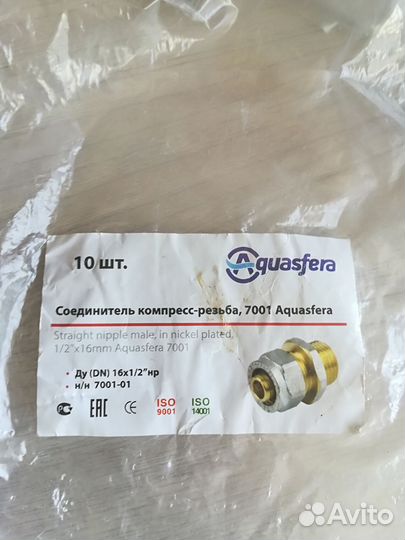 10 шт.
Aquasfera
Соединитель компресс-резьба, 7001 Aquasfera
Straight nipple male, in nickel plated,
1/2"x16mm Aquasfera 7001
• Ду (DN) 16x1/2"нр
• н/н 7001-01
EAC CE ISO 9001 ISO 14001
Avito